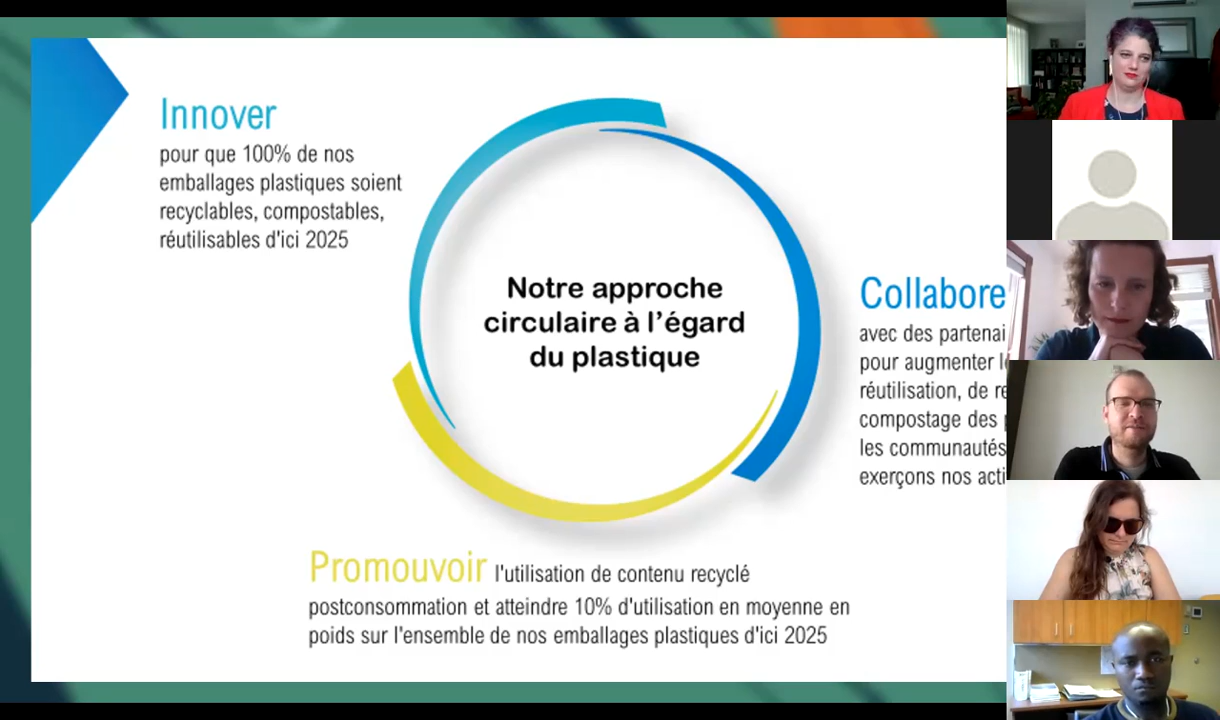 Innover
pour que 100% de nos
emballages plastiques soient
recyclables, compostables,
réutilisables d'ici 2025
Notre approche
circulaire à l'égard
du plastique
Collabore
avec des partenai
pour augmenter
réutilisation, de
compostage des
les communautés
exerçons nos acti
Promouvoir l'utilisation de contenu recyclé
postconsommation et atteindre 10% d'utilisation en moyenne en
poids sur l'ensemble de nos emballages plastiques d'ici 2025